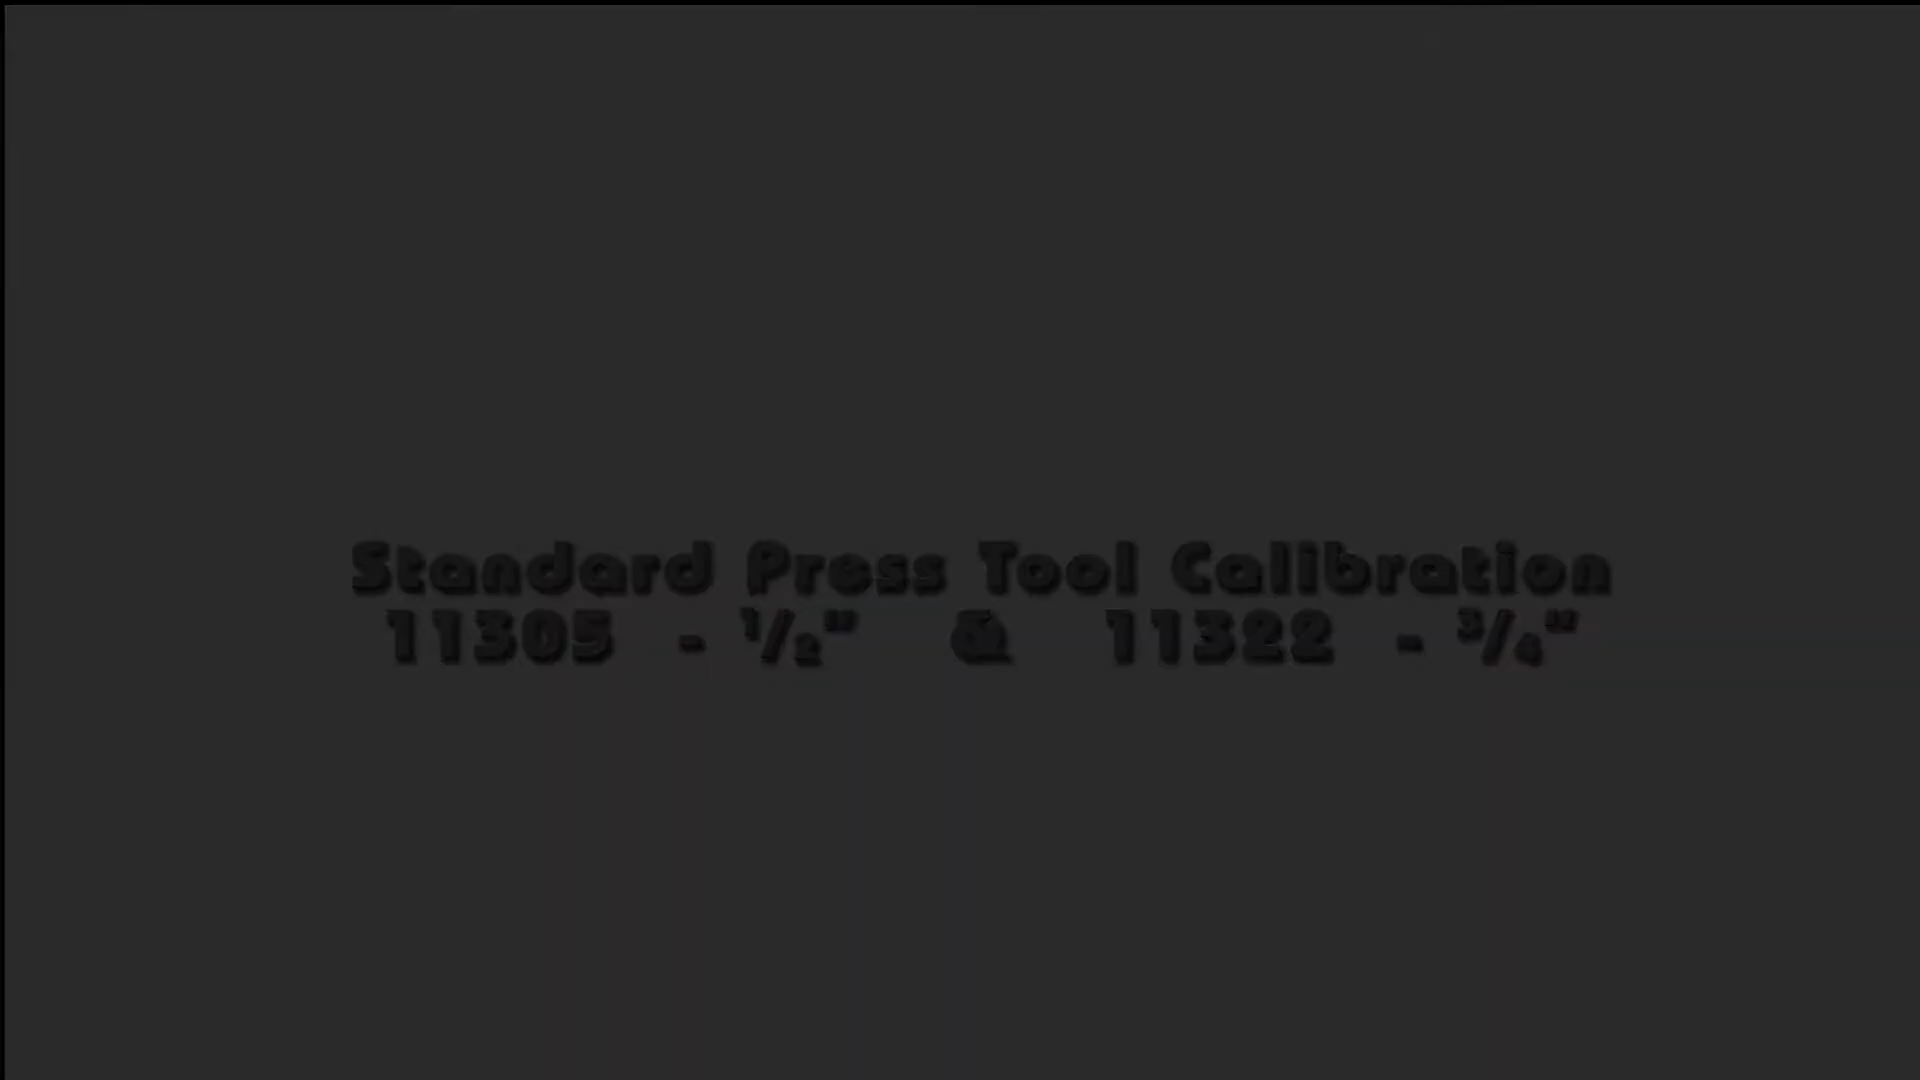 Standard Press Tool Calibration
11305 - ½" & 11322 - ¾"